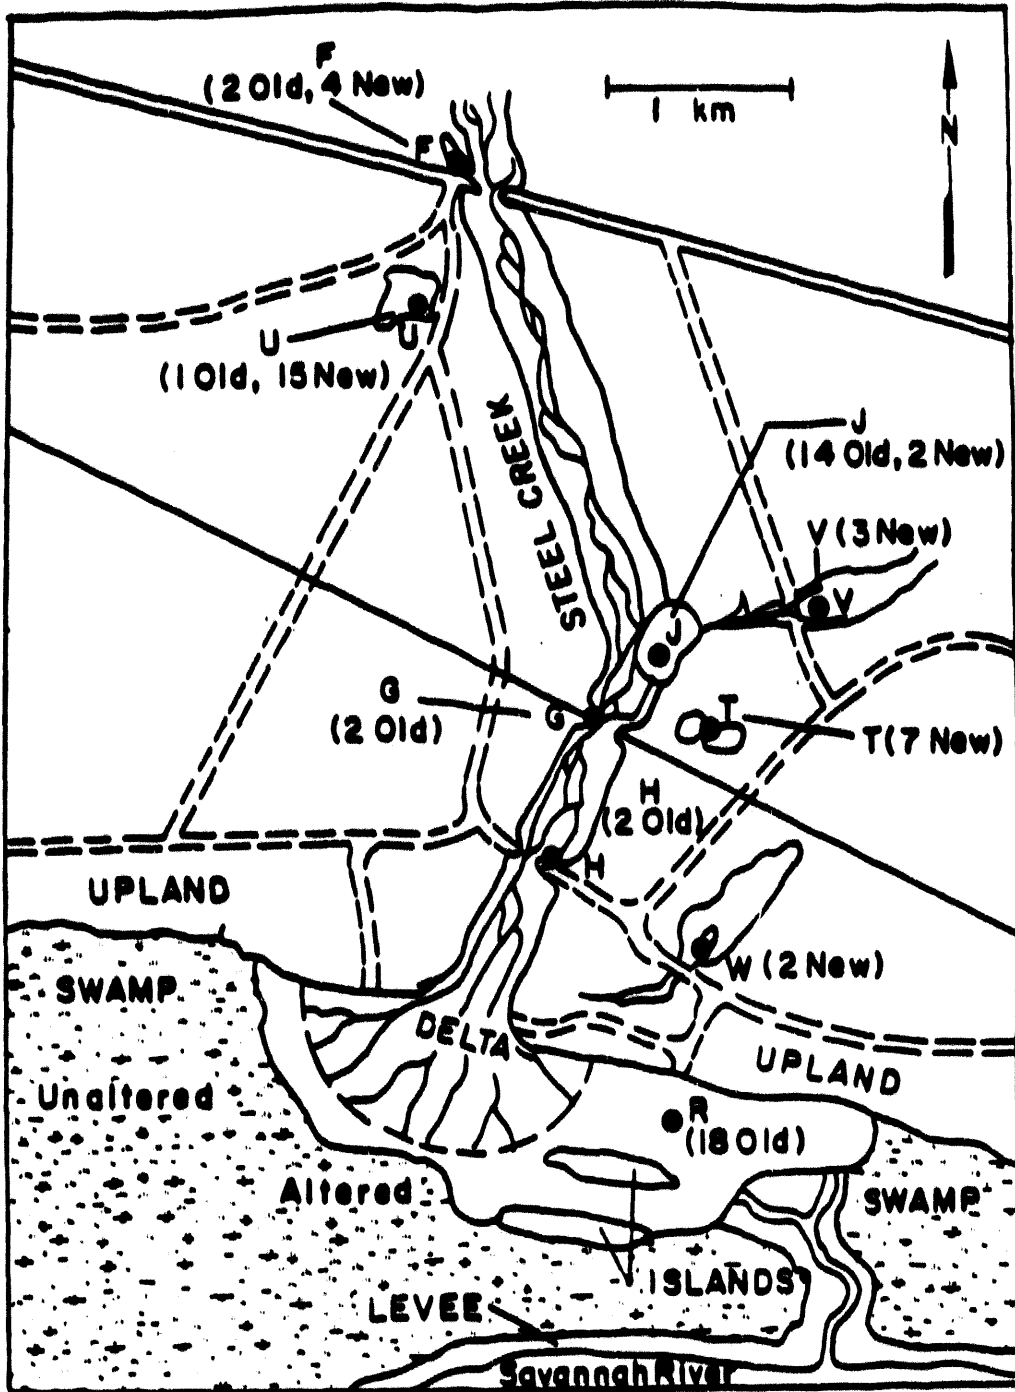 F
(2 Old, 4 New)
1 km
N
F
U
U
(1 Old, 15 New)
STEEL CREEK
J
(14 Old, 2 New)
V (3 New)
V
J
G
(2 Old)
G
T
T (7 New)
H
(2 Old)
H
UPLAND
W (2 New)
SWAMP
DELTA
UPLAND
Unaltered
R
(18 Old)
Altered
SWAMP
ISLANDS
LEVEE
Savannah River